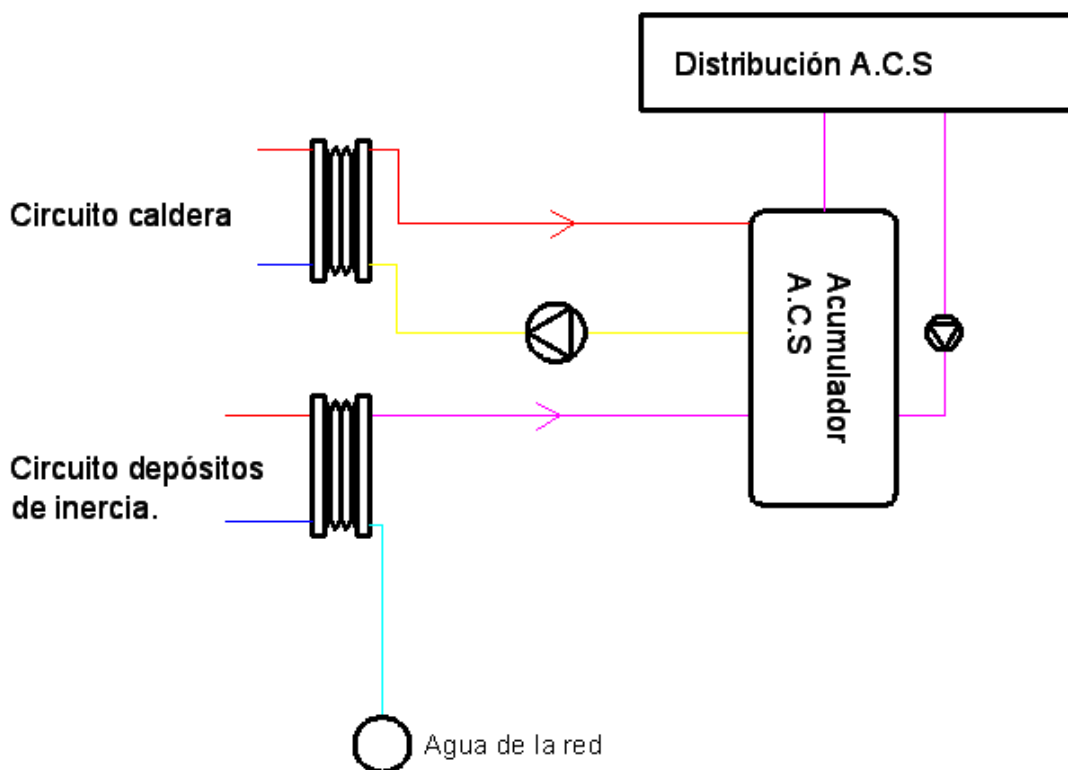 Distribución A.C.S
Circuito caldera
Acumulador
A.C.S
Circuito depósitos
de inercia.
Agua de la red